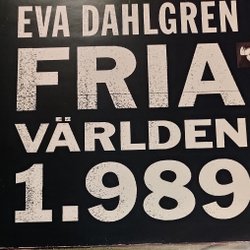 EVA DAHLGREN
FRIA
VÄRLDEN
1.989